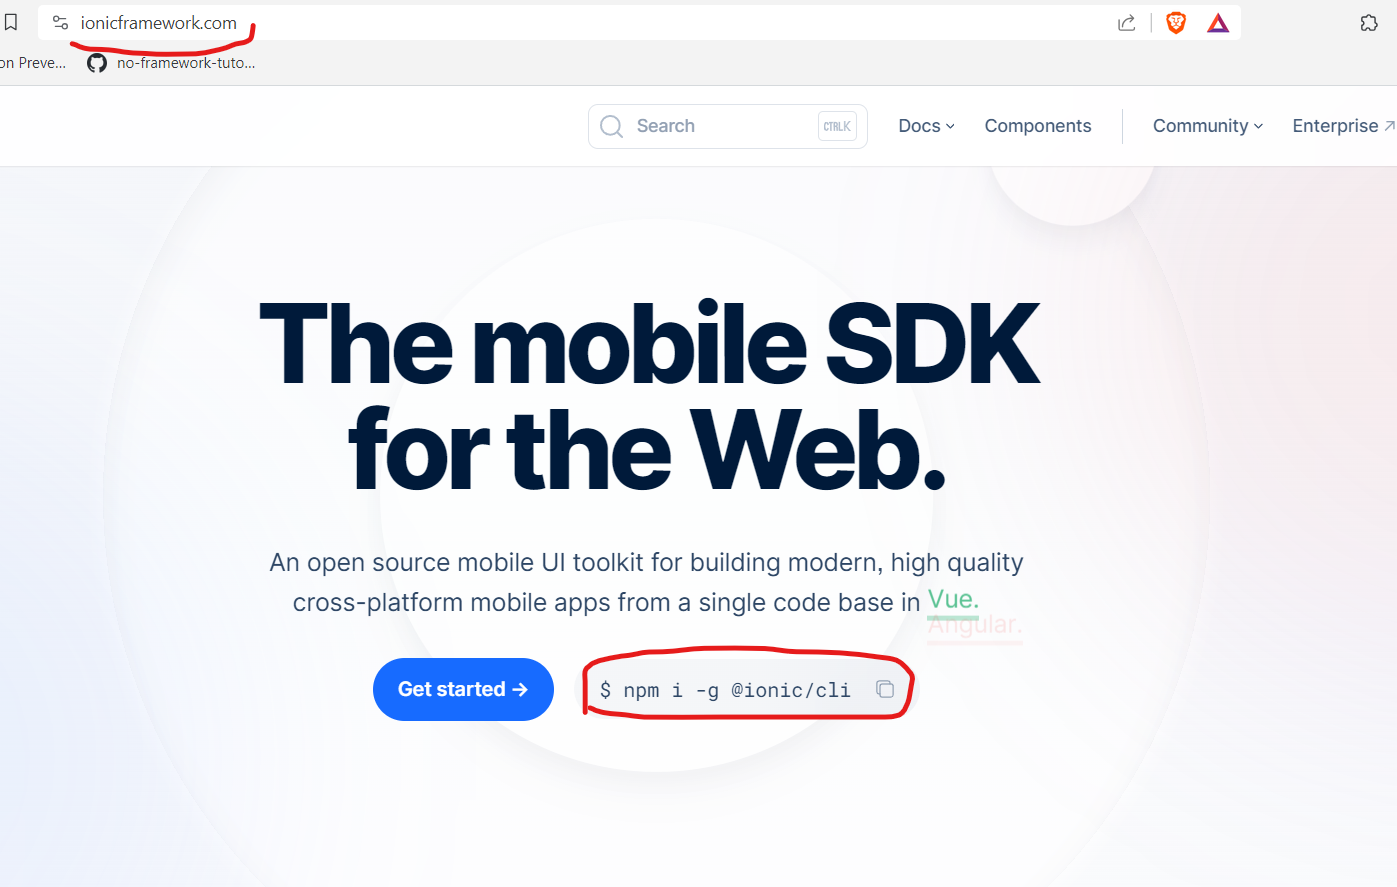 ionicframework.com
on Preve...
no-framework-tuto...
Search
CTRL K
Docs
Components
Community
Enterprise
The mobile SDK
for the Web.
An open source mobile UI toolkit for building modern, high quality
cross-platform mobile apps from a single code base in Vue.
Angular.
Get started →
$ npm i -g @ionic/cli